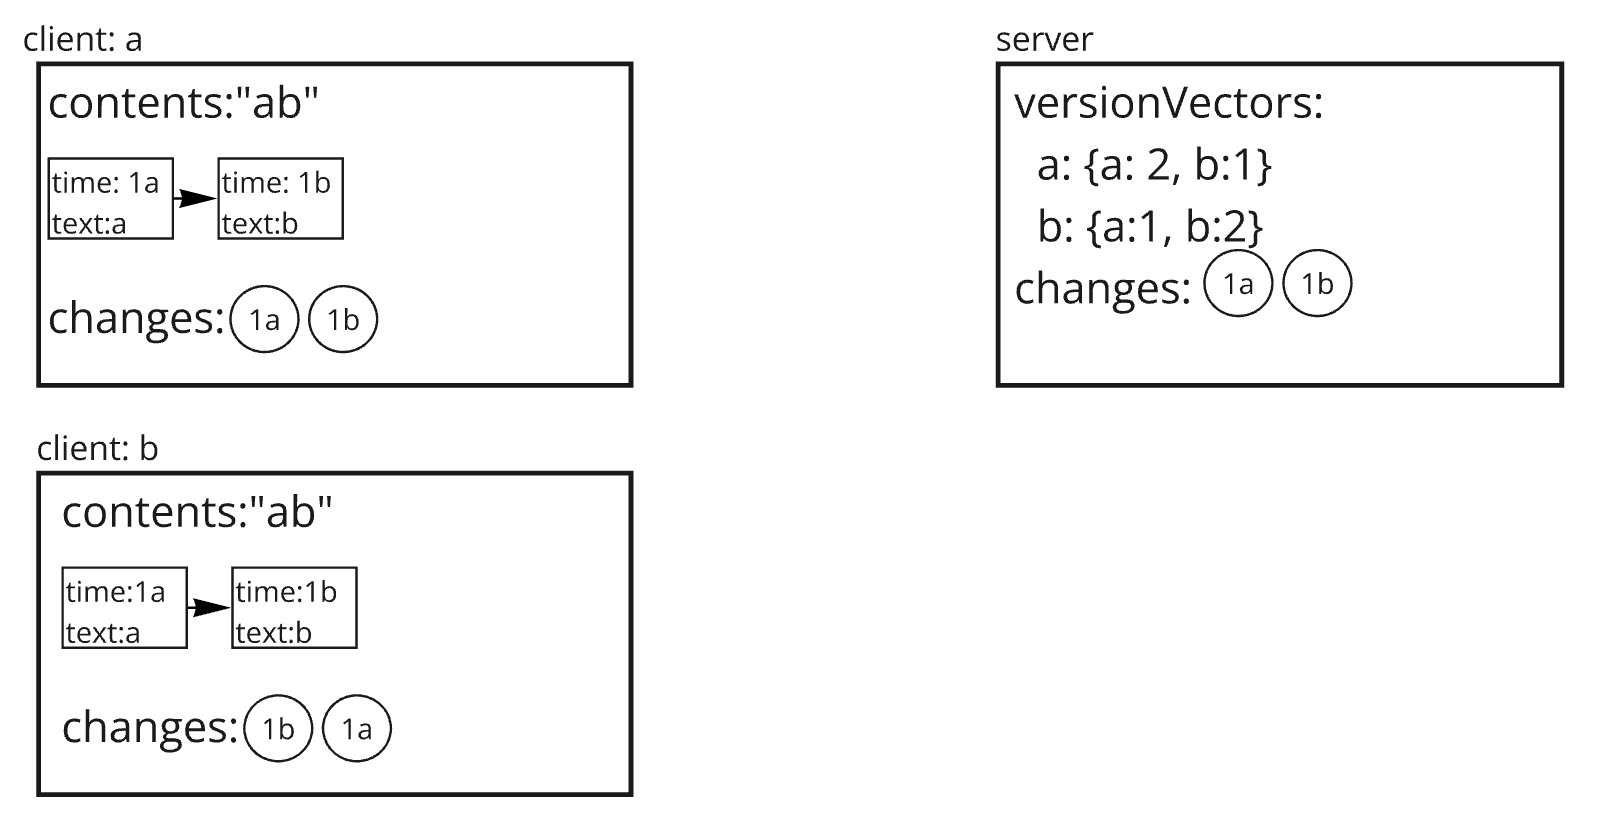 client: a
contents:"ab"
time: 1a
text:a
time: 1b
text:b
changes: 1a 1b
server
versionVectors:
a: {a: 2, b:1}
b: {a:1, b:2}
changes: 1a 1b
client: b
contents:"ab"
time:1a
text:a
time:1b
text:b
changes: 1b 1a